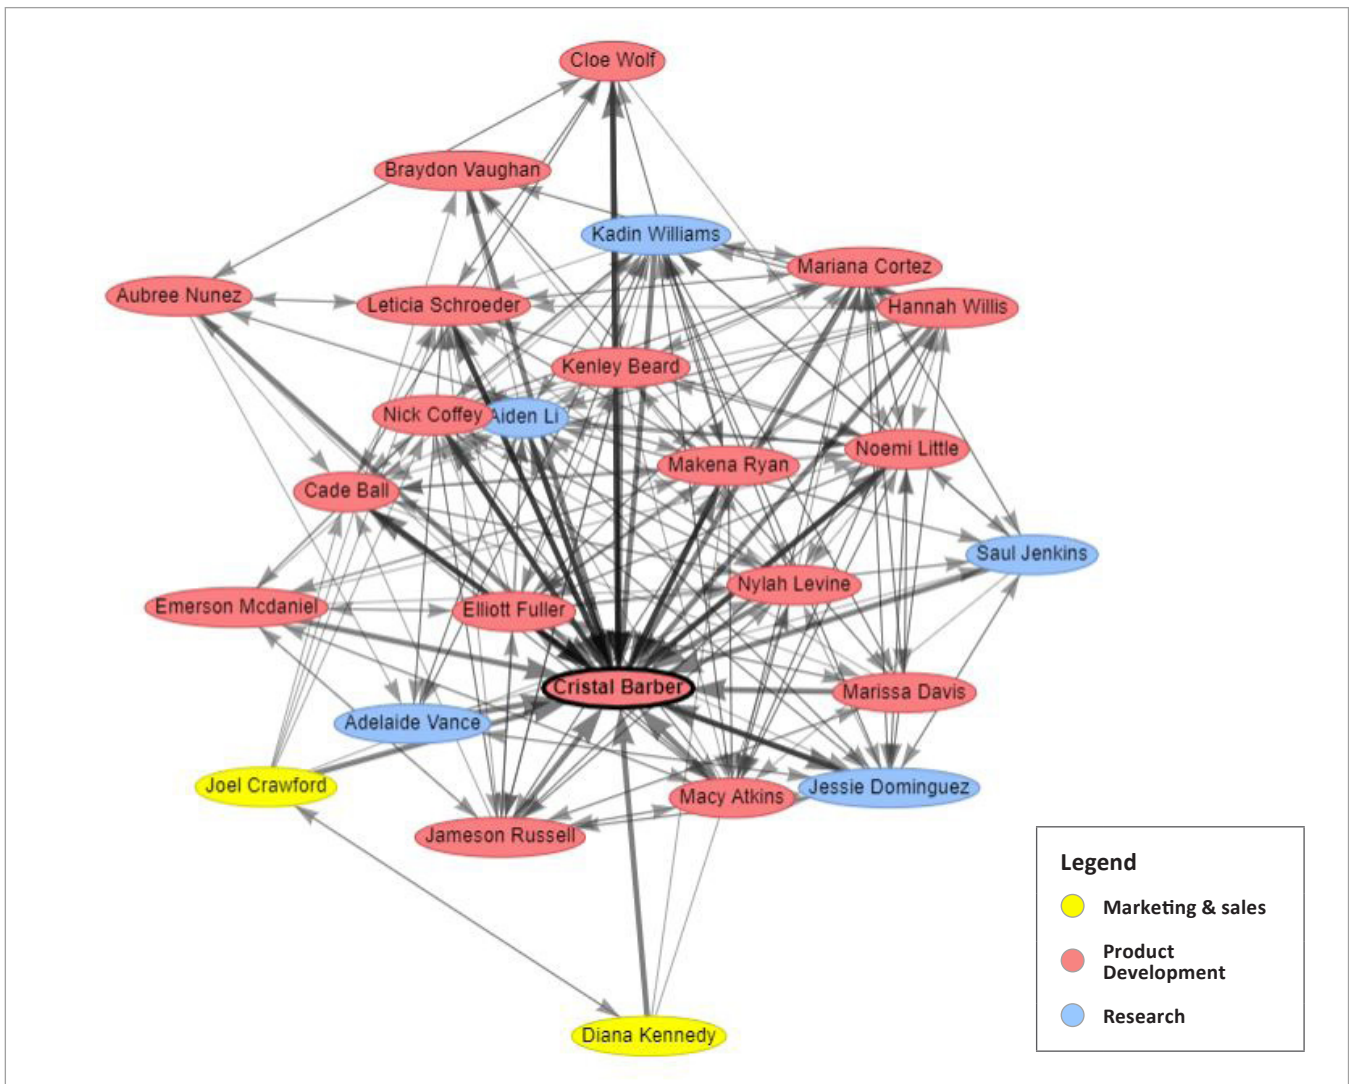 Cloe Wolf
Braydon Vaughan
Kadin Williams
Mariana Cortez
Aubree Nunez
Leticia Schroeder
Hannah Willis
Kenley Beard
Nick Coffey
Aiden Li
Noemi Little
Makena Ryan
Cade Ball
Saul Jenkins
Nylah Levine
Emerson Mcdaniel
Elliott Fuller
Cristal Barber
Marissa Davis
Adelaide Vance
Joel Crawford
Macy Atkins
Jessie Dominguez
Jameson Russell
Diana Kennedy
Legend
Marketing & sales
Product
Development
Research